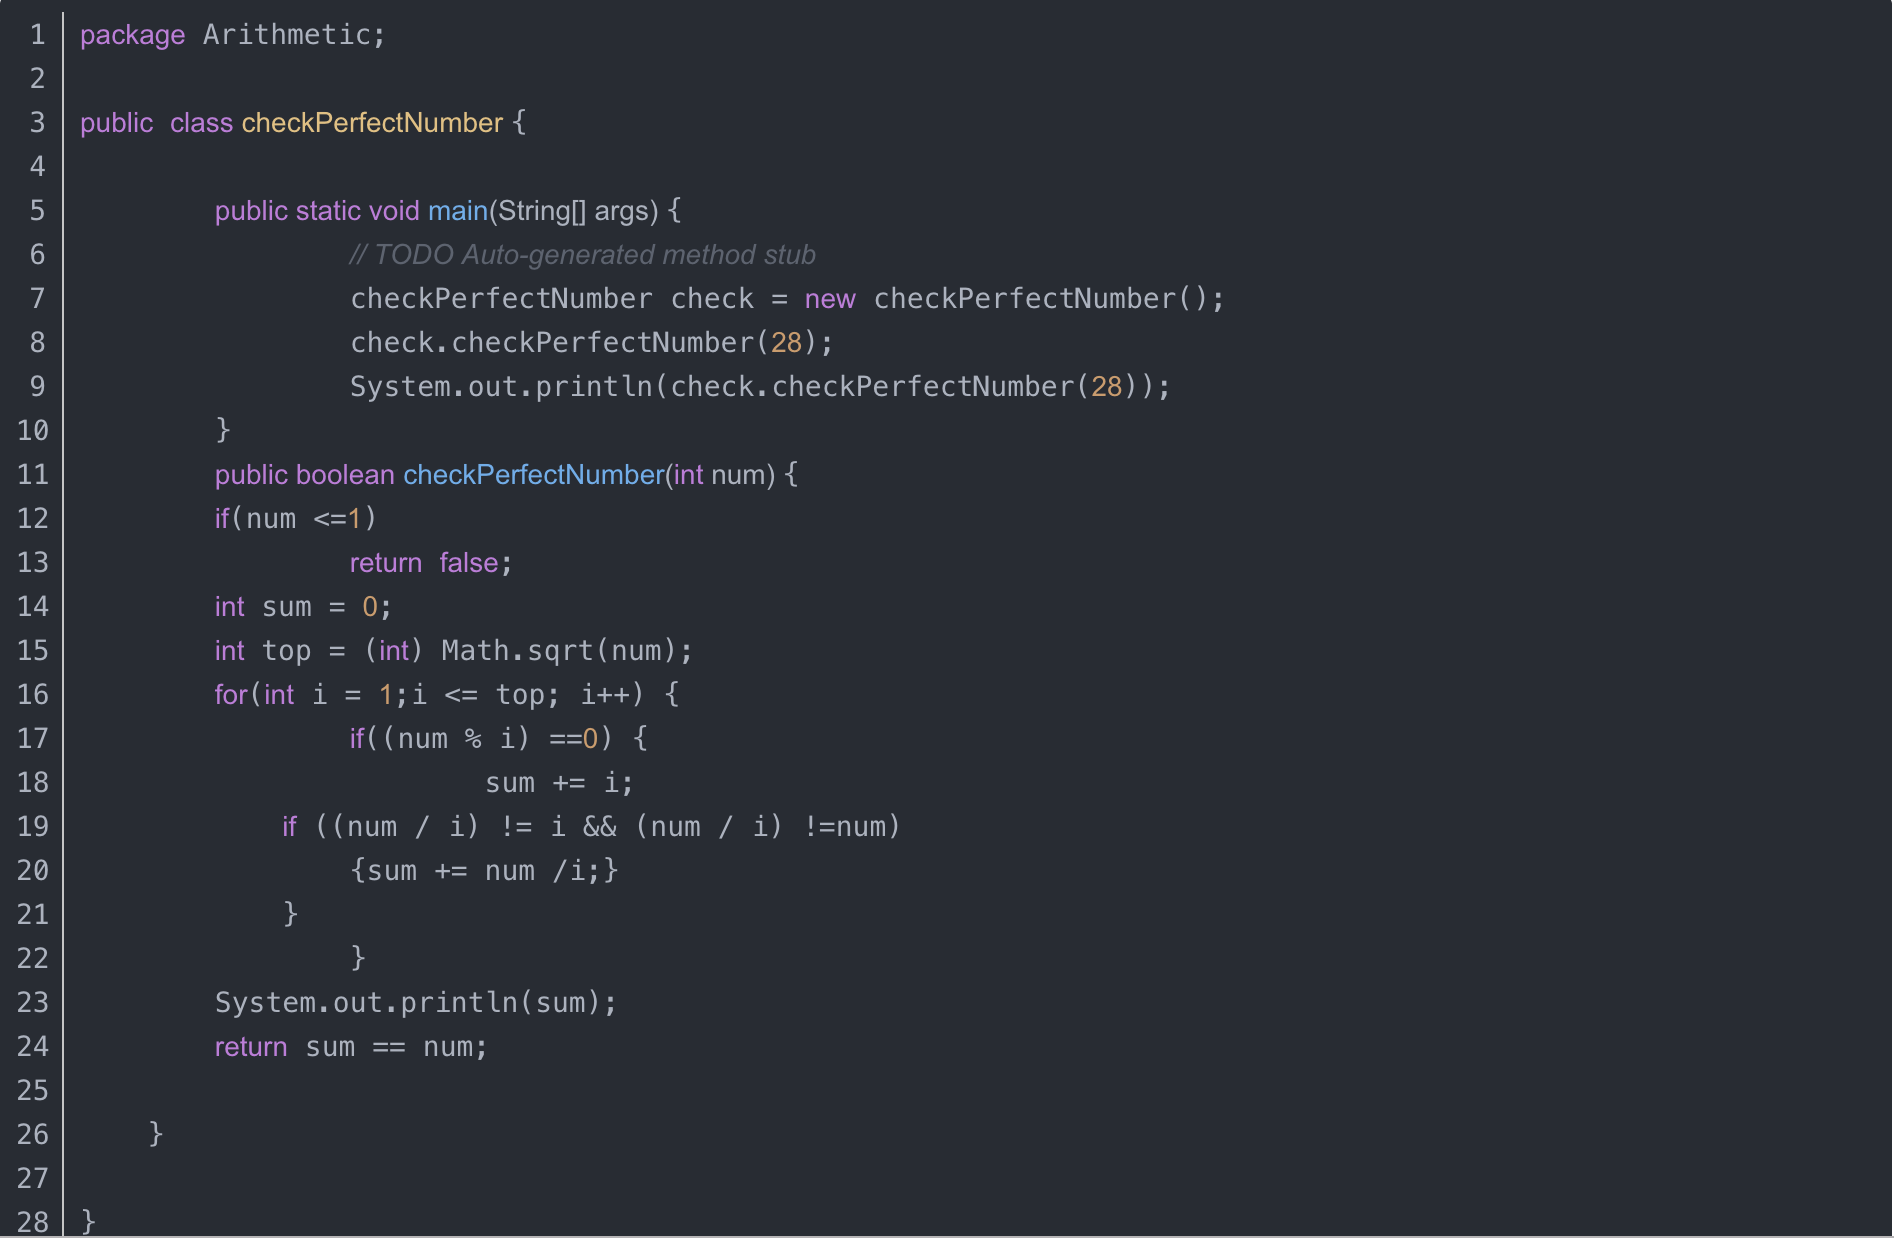 1 package Arithmetic;
2
3 public class checkPerfectNumber {
4
5 public static void main(String[] args) {
6 // TODO Auto-generated method stub
7 checkPerfectNumber check = new checkPerfectNumber();
8 check.checkPerfectNumber(28);
9 System.out.println(check.checkPerfectNumber(28));
10 }
11 public boolean checkPerfectNumber(int num) {
12 if(num <=1)
13 return false;
14 int sum = 0;
15 int top = (int) Math.sqrt(num);
16 for(int i = 1;i <= top; i++) {
17 if((num % i) ==0) {
18 sum += i;
19 if ((num / i) != i && (num / i) !=num)
20 {sum += num /i;}
21 }
22 }
23 System.out.println(sum);
24 return sum == num;
25
26 }
27
28 }